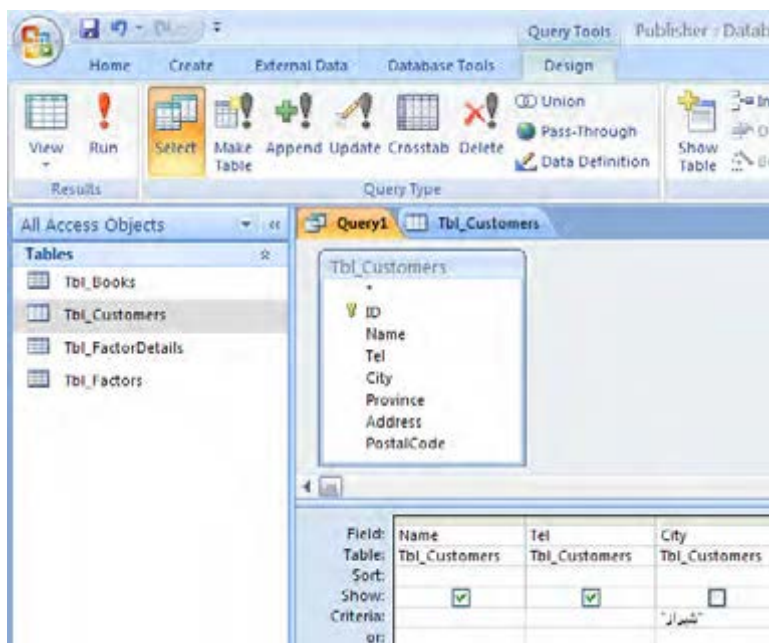 Query Tools Publisher : Datab
Home Create External Data Database Tools Design
View Run Select Make Table Append Update Crosstab Delete Union Pass-Through Data Definition Show Table
Results Query Type
All Access Objects
Query1 Tbl_Customers
Tables
Tbl_Books
Tbl_Customers
Tbl_FactorDetails
Tbl_Factors
Tbl_Customers
*
ID
Name
Tel
City
Province
Address
PostalCode
Field: Name Tel City
Table: Tbl_Customers Tbl_Customers Tbl_Customers
Sort:
Show:
Criteria: "شیراز"
or: